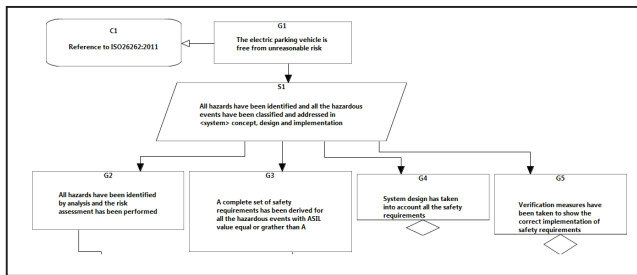 C1
Reference to ISO26262:2011
G1
The electric parking vehicle is
free from unreasonable risk
S1
All hazards have been identified and all the hazardous
events have been classified and addressed in
<system> concept, design and implementation
G2
All hazards have been identified
by analysis and the risk
assessment has been performed
G3
A complete set of safety
requirements has been derived for
all the hazardous events with ASIL
value equal or grather than A
G4
System design has taken
into account all the safety
requirements
G5
Verification measures have
been taken to show the
correct implementation of
safety requirements